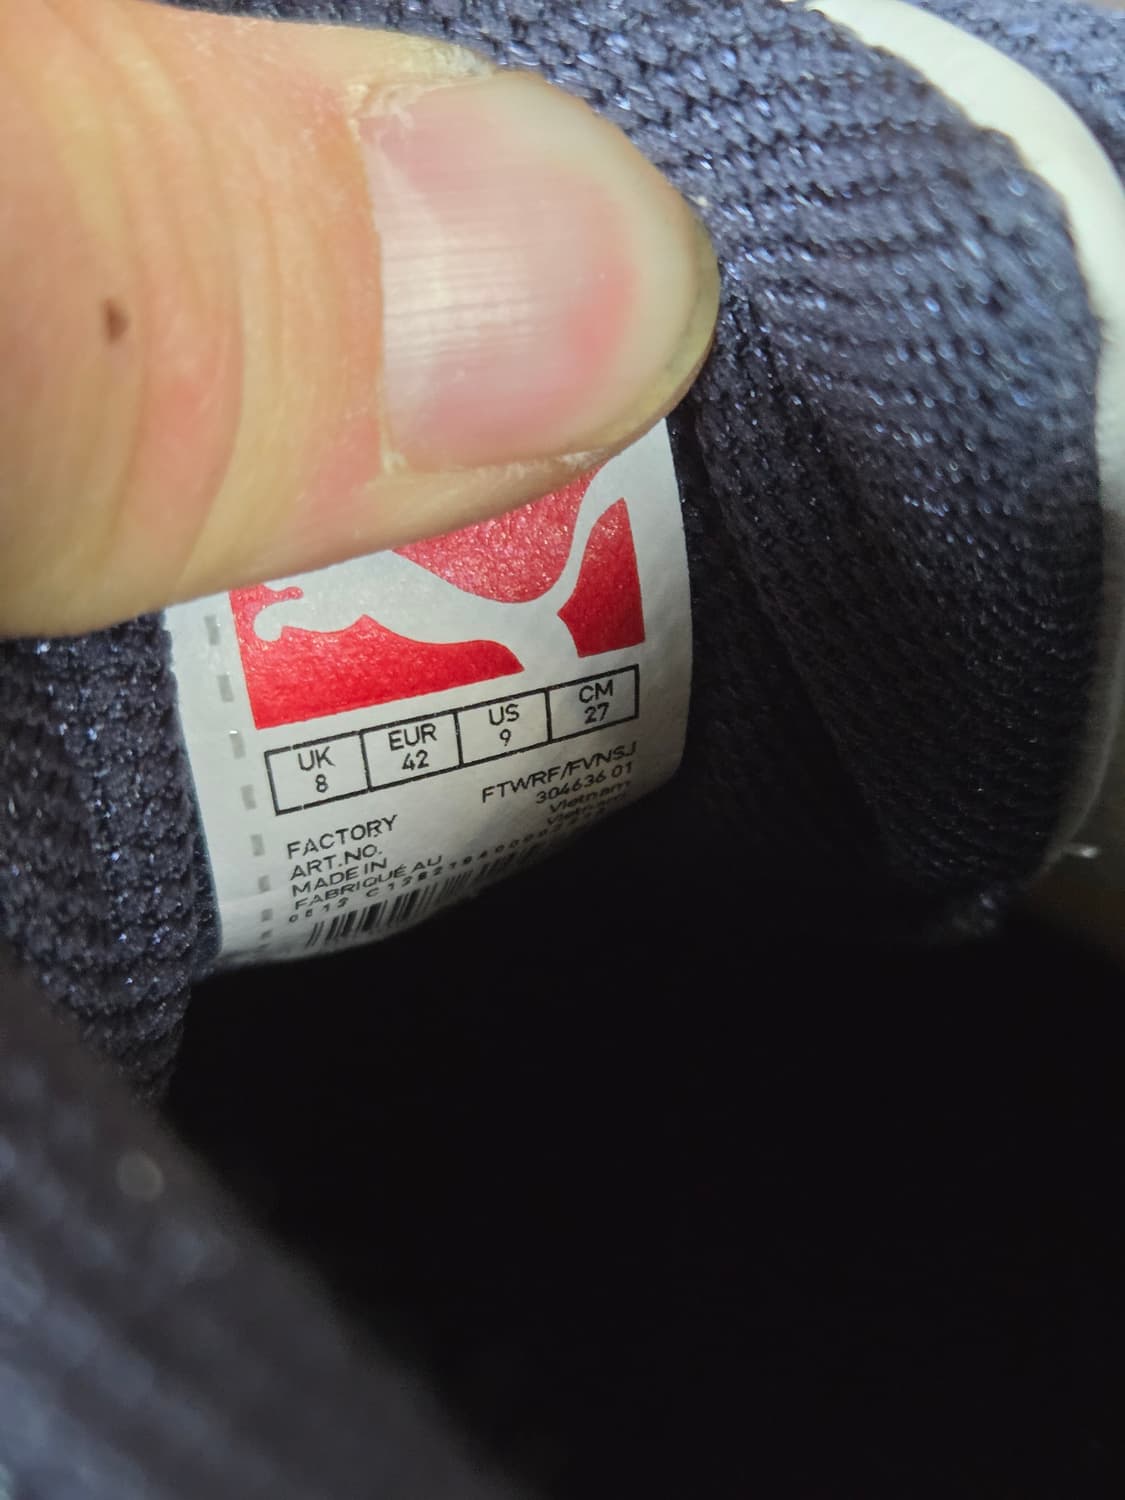 UK EUR US CM
8 42 9 27
FACTORY FTWRF/FVNSJ
ART.NO. 304636 01
MADE IN Vietnam
FABRIQUÉ AU Vietnam